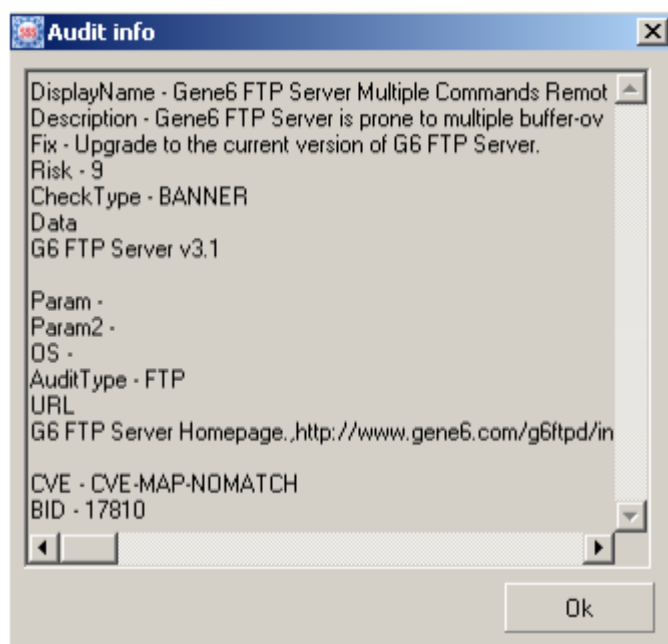 Audit info
DisplayName - Gene6 FTP Server Multiple Commands Remot
Description - Gene6 FTP Server is prone to multiple buffer-ov
Fix - Upgrade to the current version of G6 FTP Server.
Risk - 9
CheckType - BANNER
Data
G6 FTP Server v3.1
Param -
Param2 -
OS -
AuditType - FTP
URL
G6 FTP Server Homepage.,http://www.gene6.com/g6ftpd/in
CVE - CVE-MAP-NOMATCH
BID - 17810
Ok